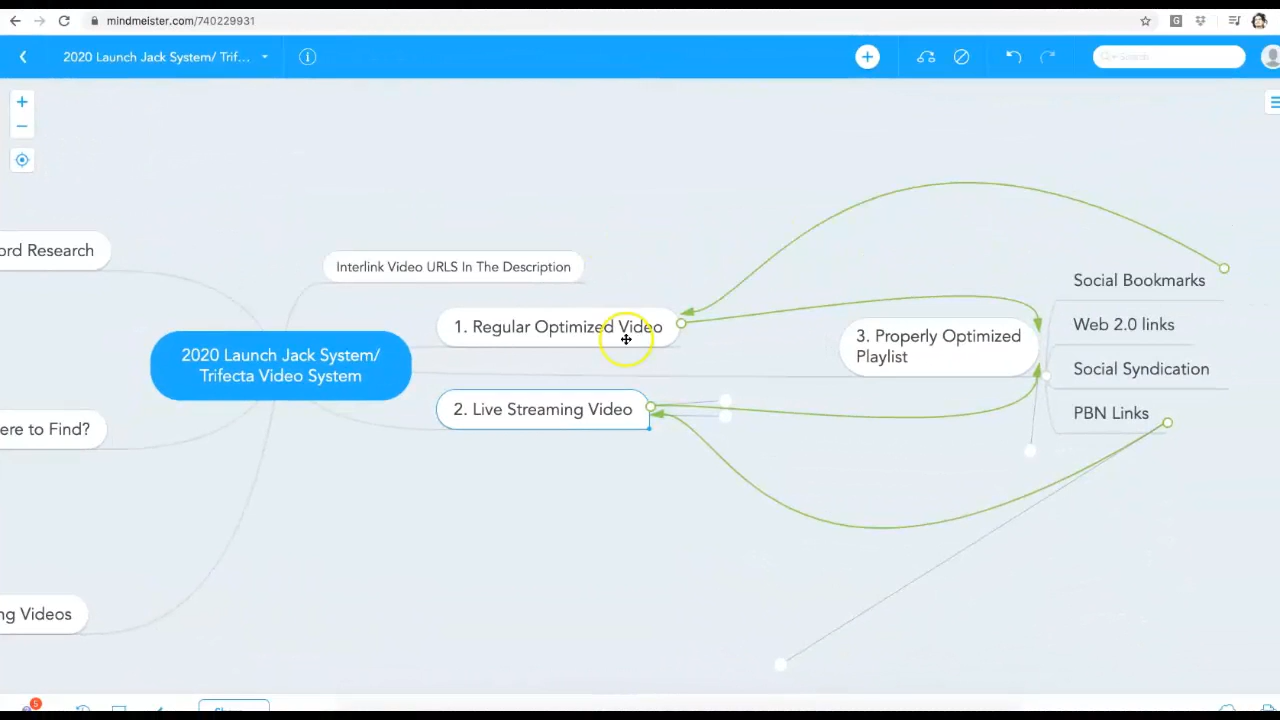 mindmeister.com/740229931
2020 Launch Jack System/ Trif...
Search
ord Research
Interlink Video URLS In The Description
Social Bookmarks
1. Regular Optimized Video
Web 2.0 links
3. Properly Optimized
Playlist
2020 Launch Jack System/
Trifecta Video System
Social Syndication
2. Live Streaming Video
PBN Links
ere to Find?
ng Videos
5